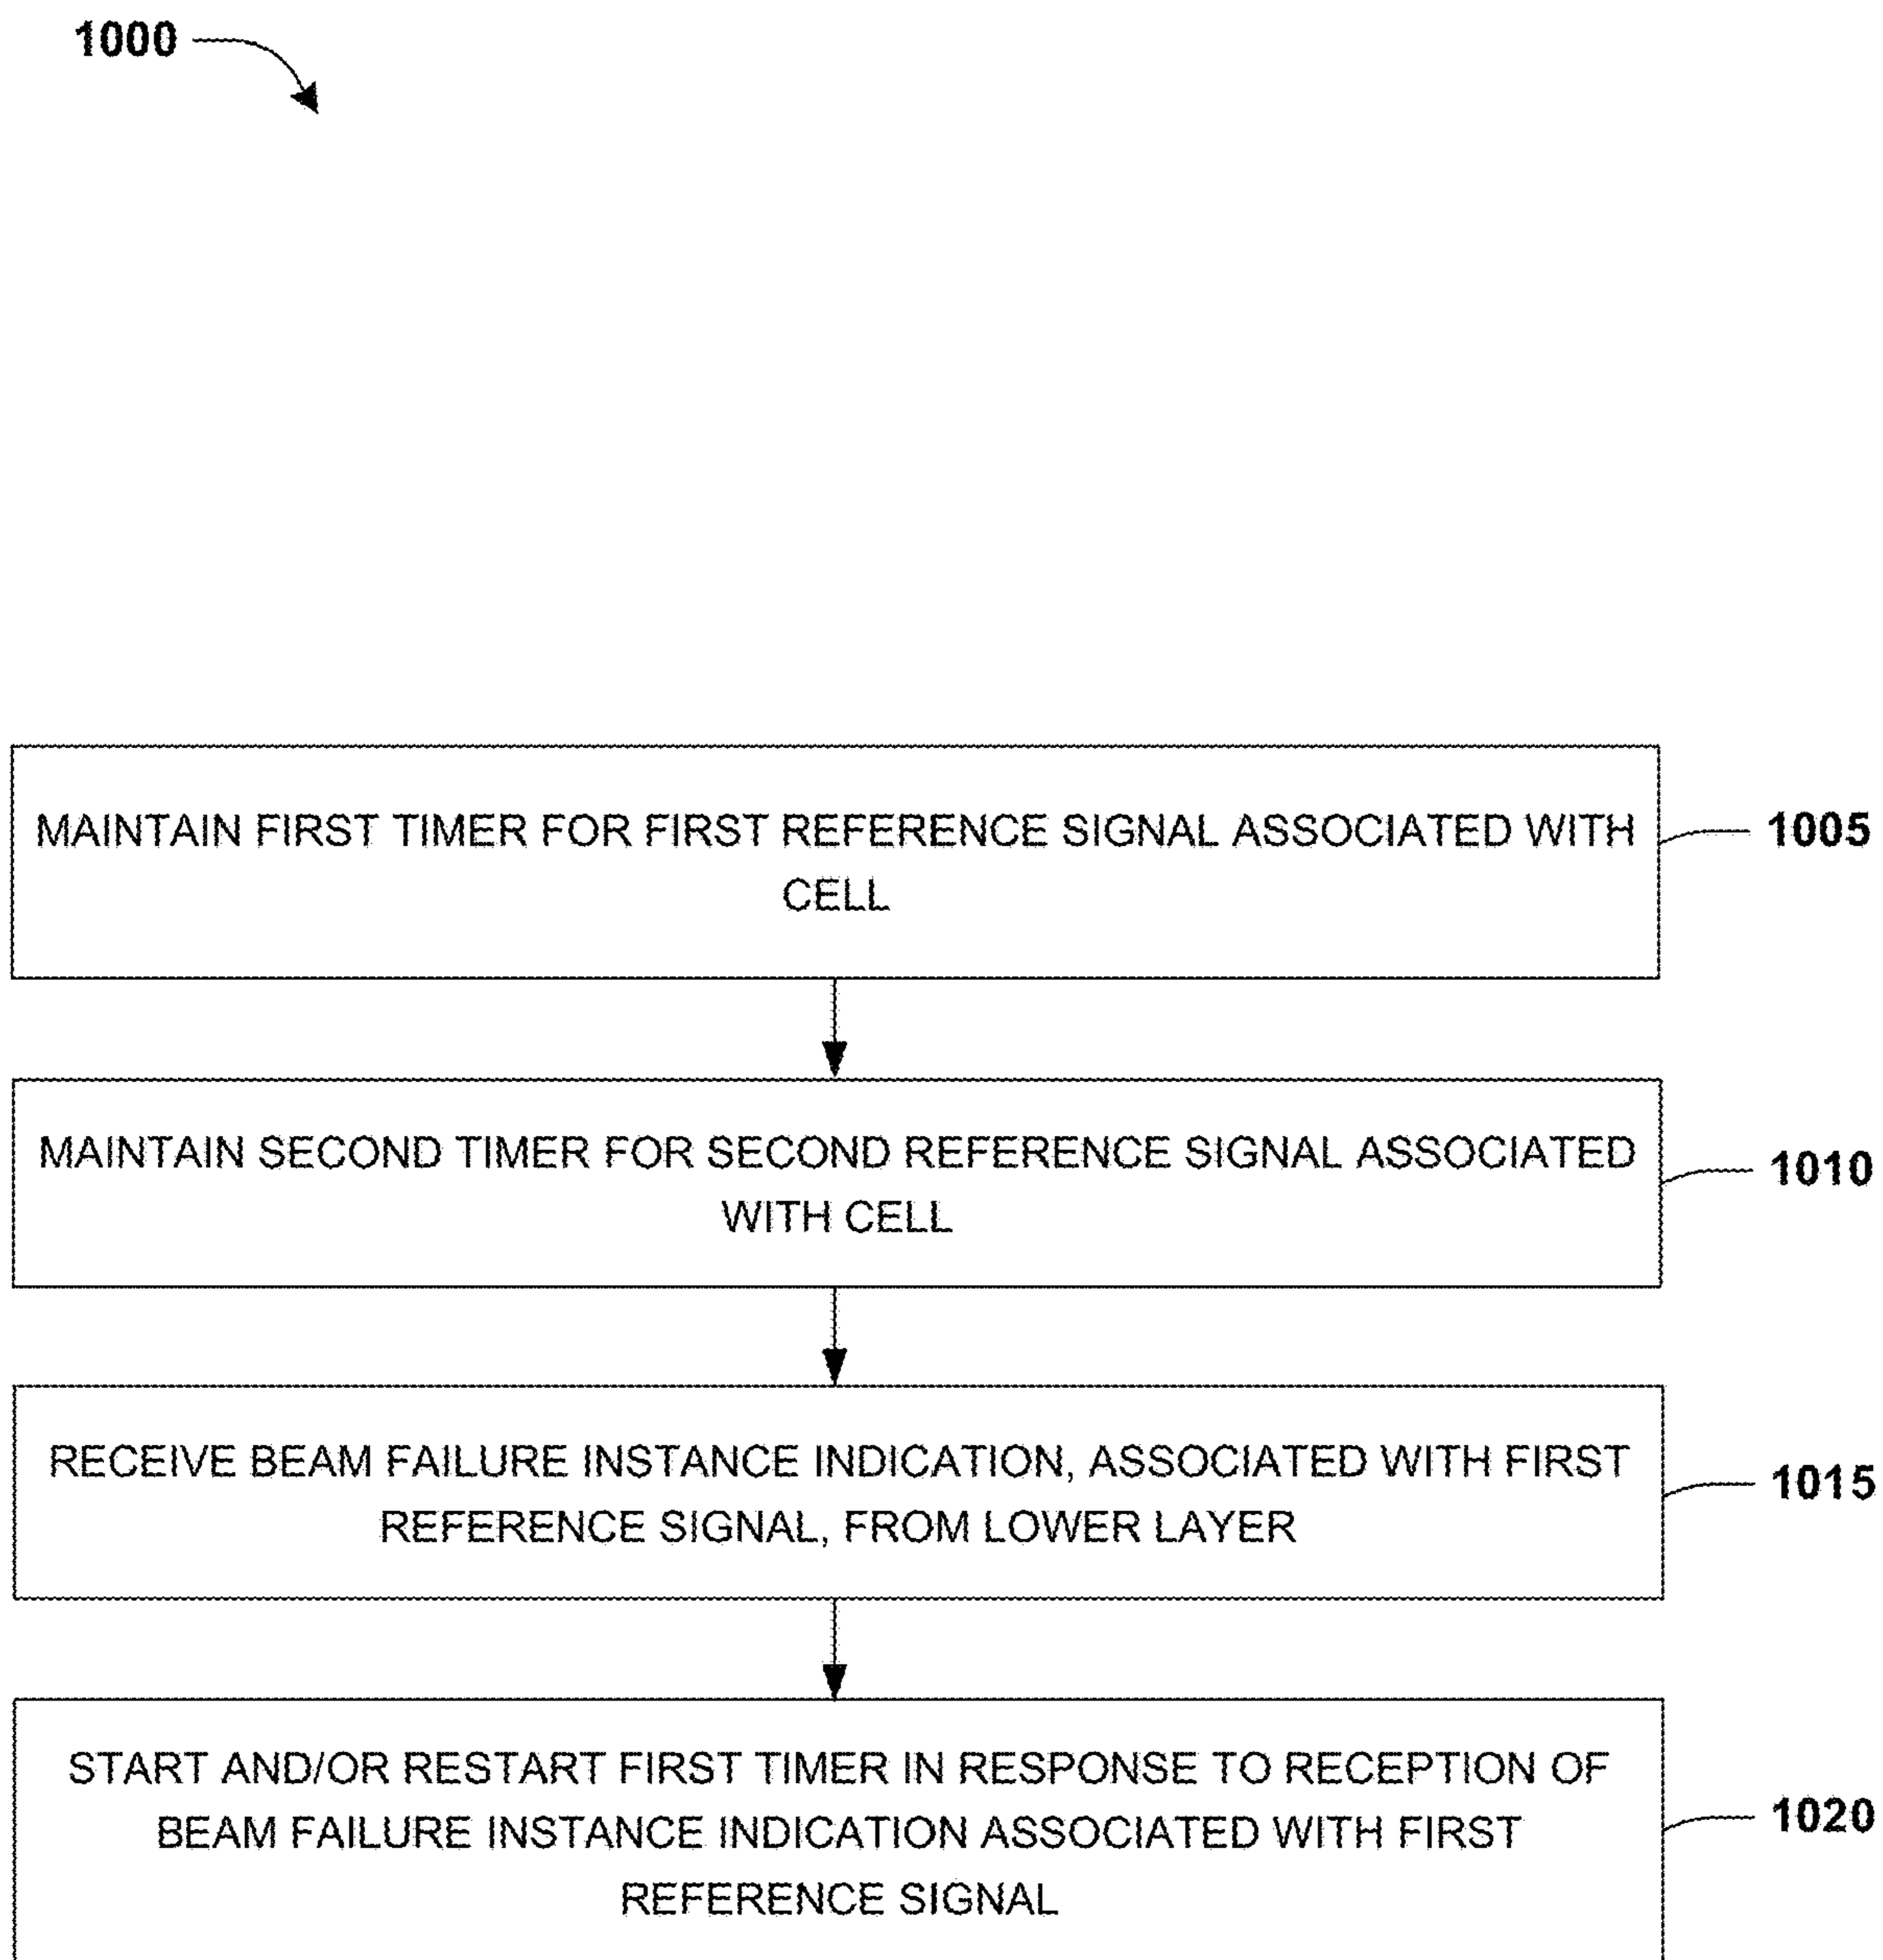 1000
MAINTAIN FIRST TIMER FOR FIRST REFERENCE SIGNAL ASSOCIATED WITH
CELL
1005
MAINTAIN SECOND TIMER FOR SECOND REFERENCE SIGNAL ASSOCIATED
WITH CELL
1010
RECEIVE BEAM FAILURE INSTANCE INDICATION, ASSOCIATED WITH FIRST
REFERENCE SIGNAL, FROM LOWER LAYER
1015
START AND/OR RESTART FIRST TIMER IN RESPONSE TO RECEPTION OF
BEAM FAILURE INSTANCE INDICATION ASSOCIATED WITH FIRST
REFERENCE SIGNAL
1020